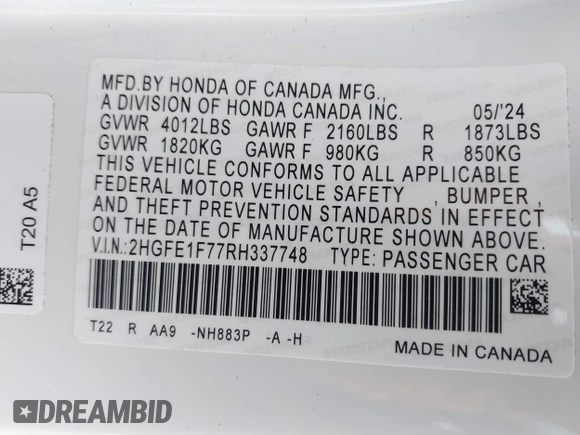 MFD.BY HONDA OF CANADA MFG.,
A DIVISION OF HONDA CANADA INC. 05/'24
GVWR 4012LBS GAWR F 2160LBS R 1873LBS
GVWR 1820KG GAWR F 980KG R 850KG
THIS VEHICLE CONFORMS TO ALL APPLICABLE
FEDERAL MOTOR VEHICLE SAFETY , BUMPER ,
AND THEFT PREVENTION STANDARDS IN EFFECT
ON THE DATE OF MANUFACTURE SHOWN ABOVE.
V.I.N.:2HGFE1F77RH337748 TYPE: PASSENGER CAR
T22 R AA9 -NH883P -A -H
MADE IN CANADA
T20 A5
DREAMBID